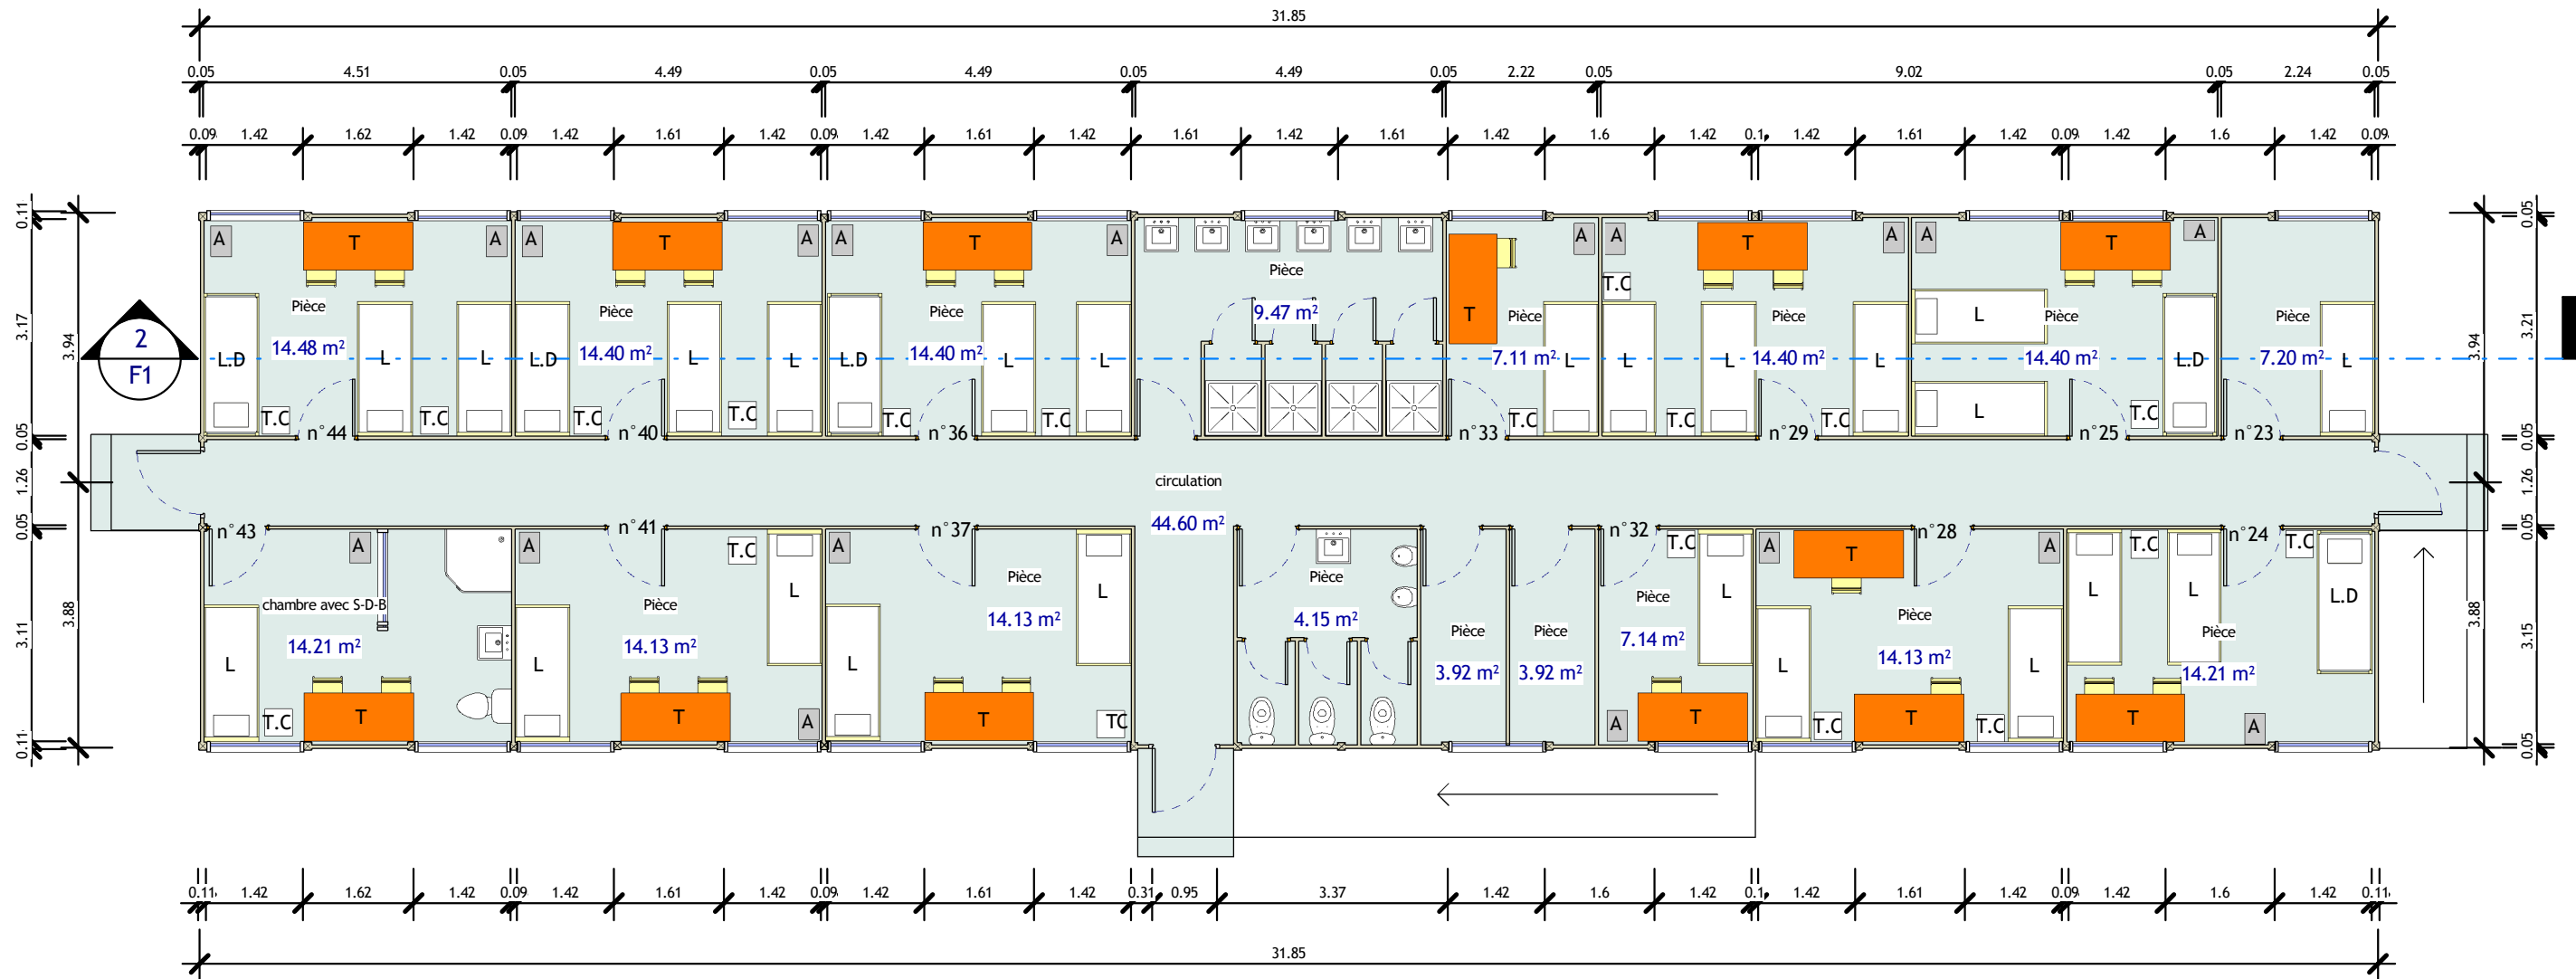 31.85
0.05 4.51 0.05 4.49 0.05 4.49 0.05 4.49 0.05 2.22 0.05 9.02 0.05 2.24 0.05
0.09 1.42 1.62 1.42 0.09 1.42 1.61 1.42 0.09 1.42 1.61 1.42 1.61 1.42 1.61 1.42 1.6 1.42 0.1 1.42 1.61 1.42 0.09 1.42 1.6 1.42 0.09
0.11 3.17 0.05 1.26 0.05 3.11 0.11
3.94 3.88
2
F1
A T A
Pièce
14.48 m²
L.D L L
T.C T.C
n°44
A T A
Pièce
14.40 m²
L.D L L
T.C T.C
n°40
A T A
Pièce
14.40 m²
L.D L L
T.C T.C
n°36
Pièce
9.47 m²
A
T Pièce
7.11 m²
L
T.C
n°33
A T A
T.C
Pièce
14.40 m²
L L L
T.C T.C
n°29
A T A
L Pièce
14.40 m²
L.D
L T.C
n°25
Pièce
7.20 m²
L
n°23
circulation
44.60 m²
n°43
A
chambre avec S-D-B
14.21 m²
L
T.C T
n°41
A T.C
Pièce L
14.13 m²
L
T A
n°37
A
Pièce
14.13 m² L
L
T TC
Pièce
4.15 m²
Pièce
3.92 m²
Pièce
3.92 m²
n°32
T.C
Pièce L
7.14 m²
A T
n°28
A T A
Pièce
14.13 m²
L L
T.C T T.C
n°24
T.C T.C
L L L.D
Pièce
14.21 m²
T A
3.94 3.88
0.05 3.21 0.05 1.26 0.05 3.15 0.05
0.11 1.42 1.62 1.42 0.09 1.42 1.61 1.42 0.09 1.42 1.61 1.42 0.31 0.95 3.37 1.42 1.6 1.42 0.1 1.42 1.61 1.42 0.09 1.42 1.6 1.42 0.11
31.85